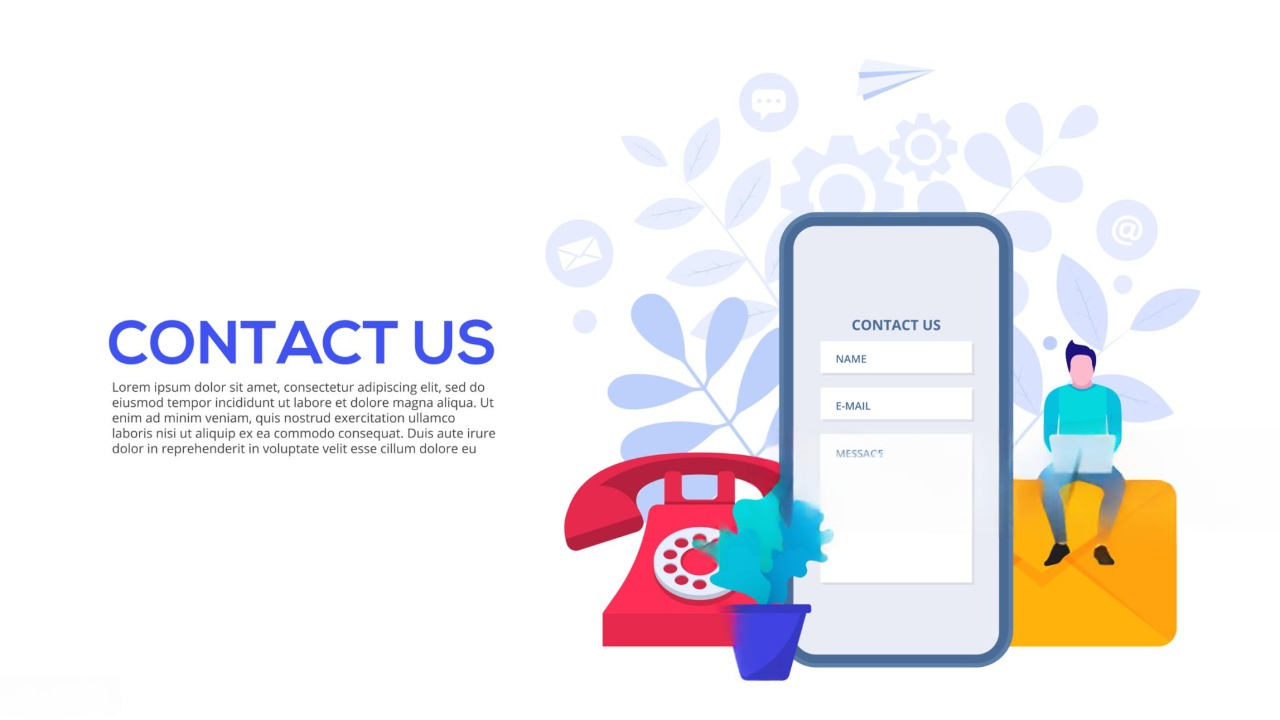 CONTACT US
Lorem ipsum dolor sit amet, consectetur adipiscing elit, sed do
eiusmod tempor incididunt ut labore et dolore magna aliqua. Ut
enim ad minim veniam, quis nostrud exercitation ullamco
laboris nisi ut aliquip ex ea commodo consequat. Duis aute irure
dolor in reprehenderit in voluptate velit esse cillum dolore eu
@
CONTACT US
NAME
E-MAIL
MESSAGE